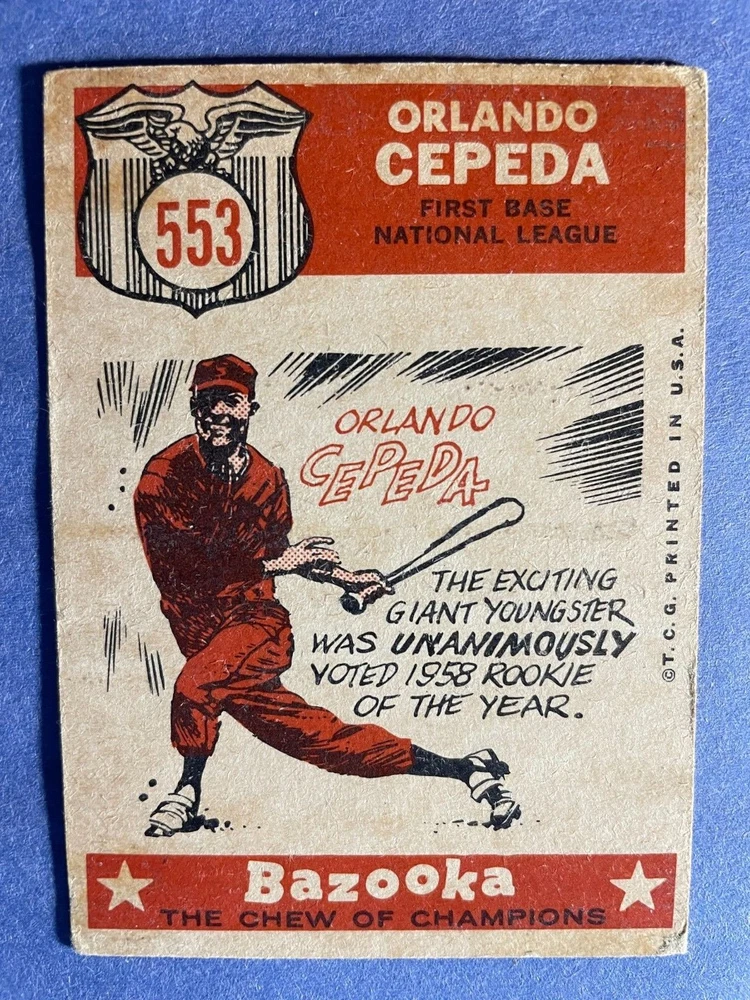 553
ORLANDO
CEPEDA
FIRST BASE
NATIONAL LEAGUE
ORLANDO
CEPEDA
THE EXCITING
GIANT YOUNGSTER
WAS UNANIMOUSLY
VOTED 1958 ROOKIE
OF THE YEAR.
©T.C.G. PRINTED IN U.S.A.
Bazooka
THE CHEW OF CHAMPIONS